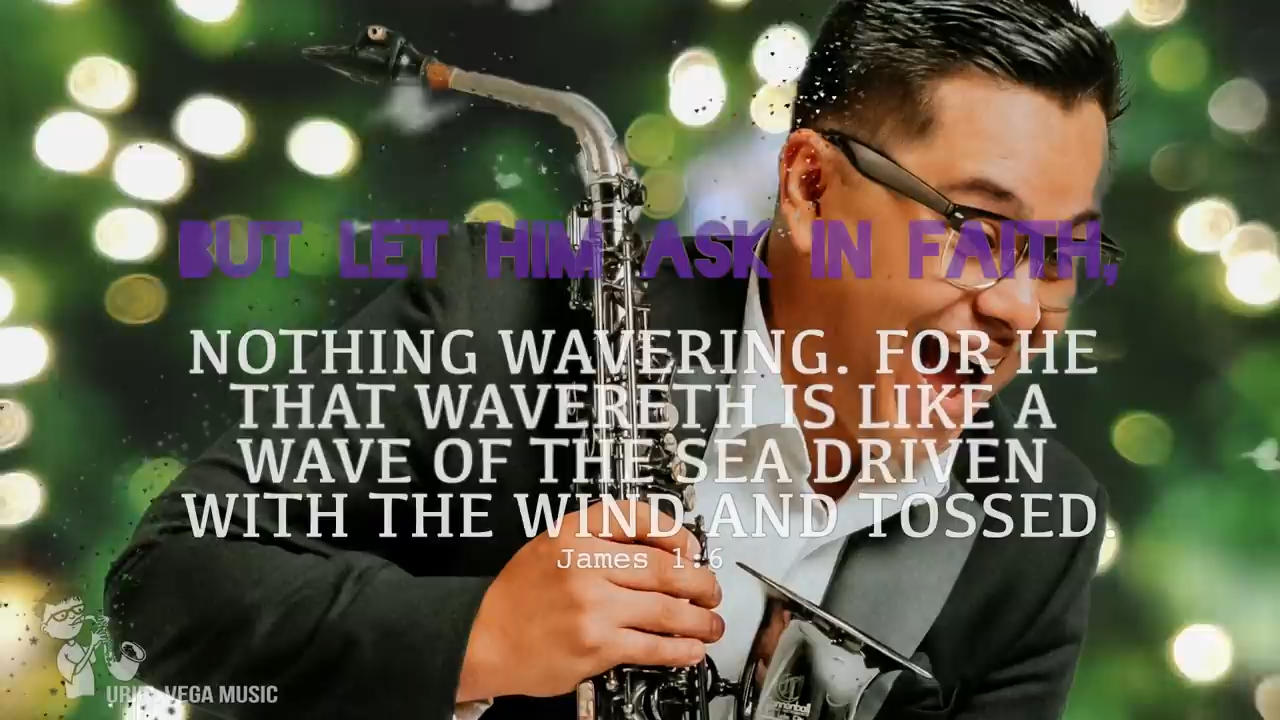 BUT LET HIM ASK IN FAITH,
NOTHING WAVERING. FOR HE
THAT WAVERETH IS LIKE A
WAVE OF THE SEA DRIVEN
WITH THE WIND AND TOSSED.
James 1:6
VEGA MUSIC